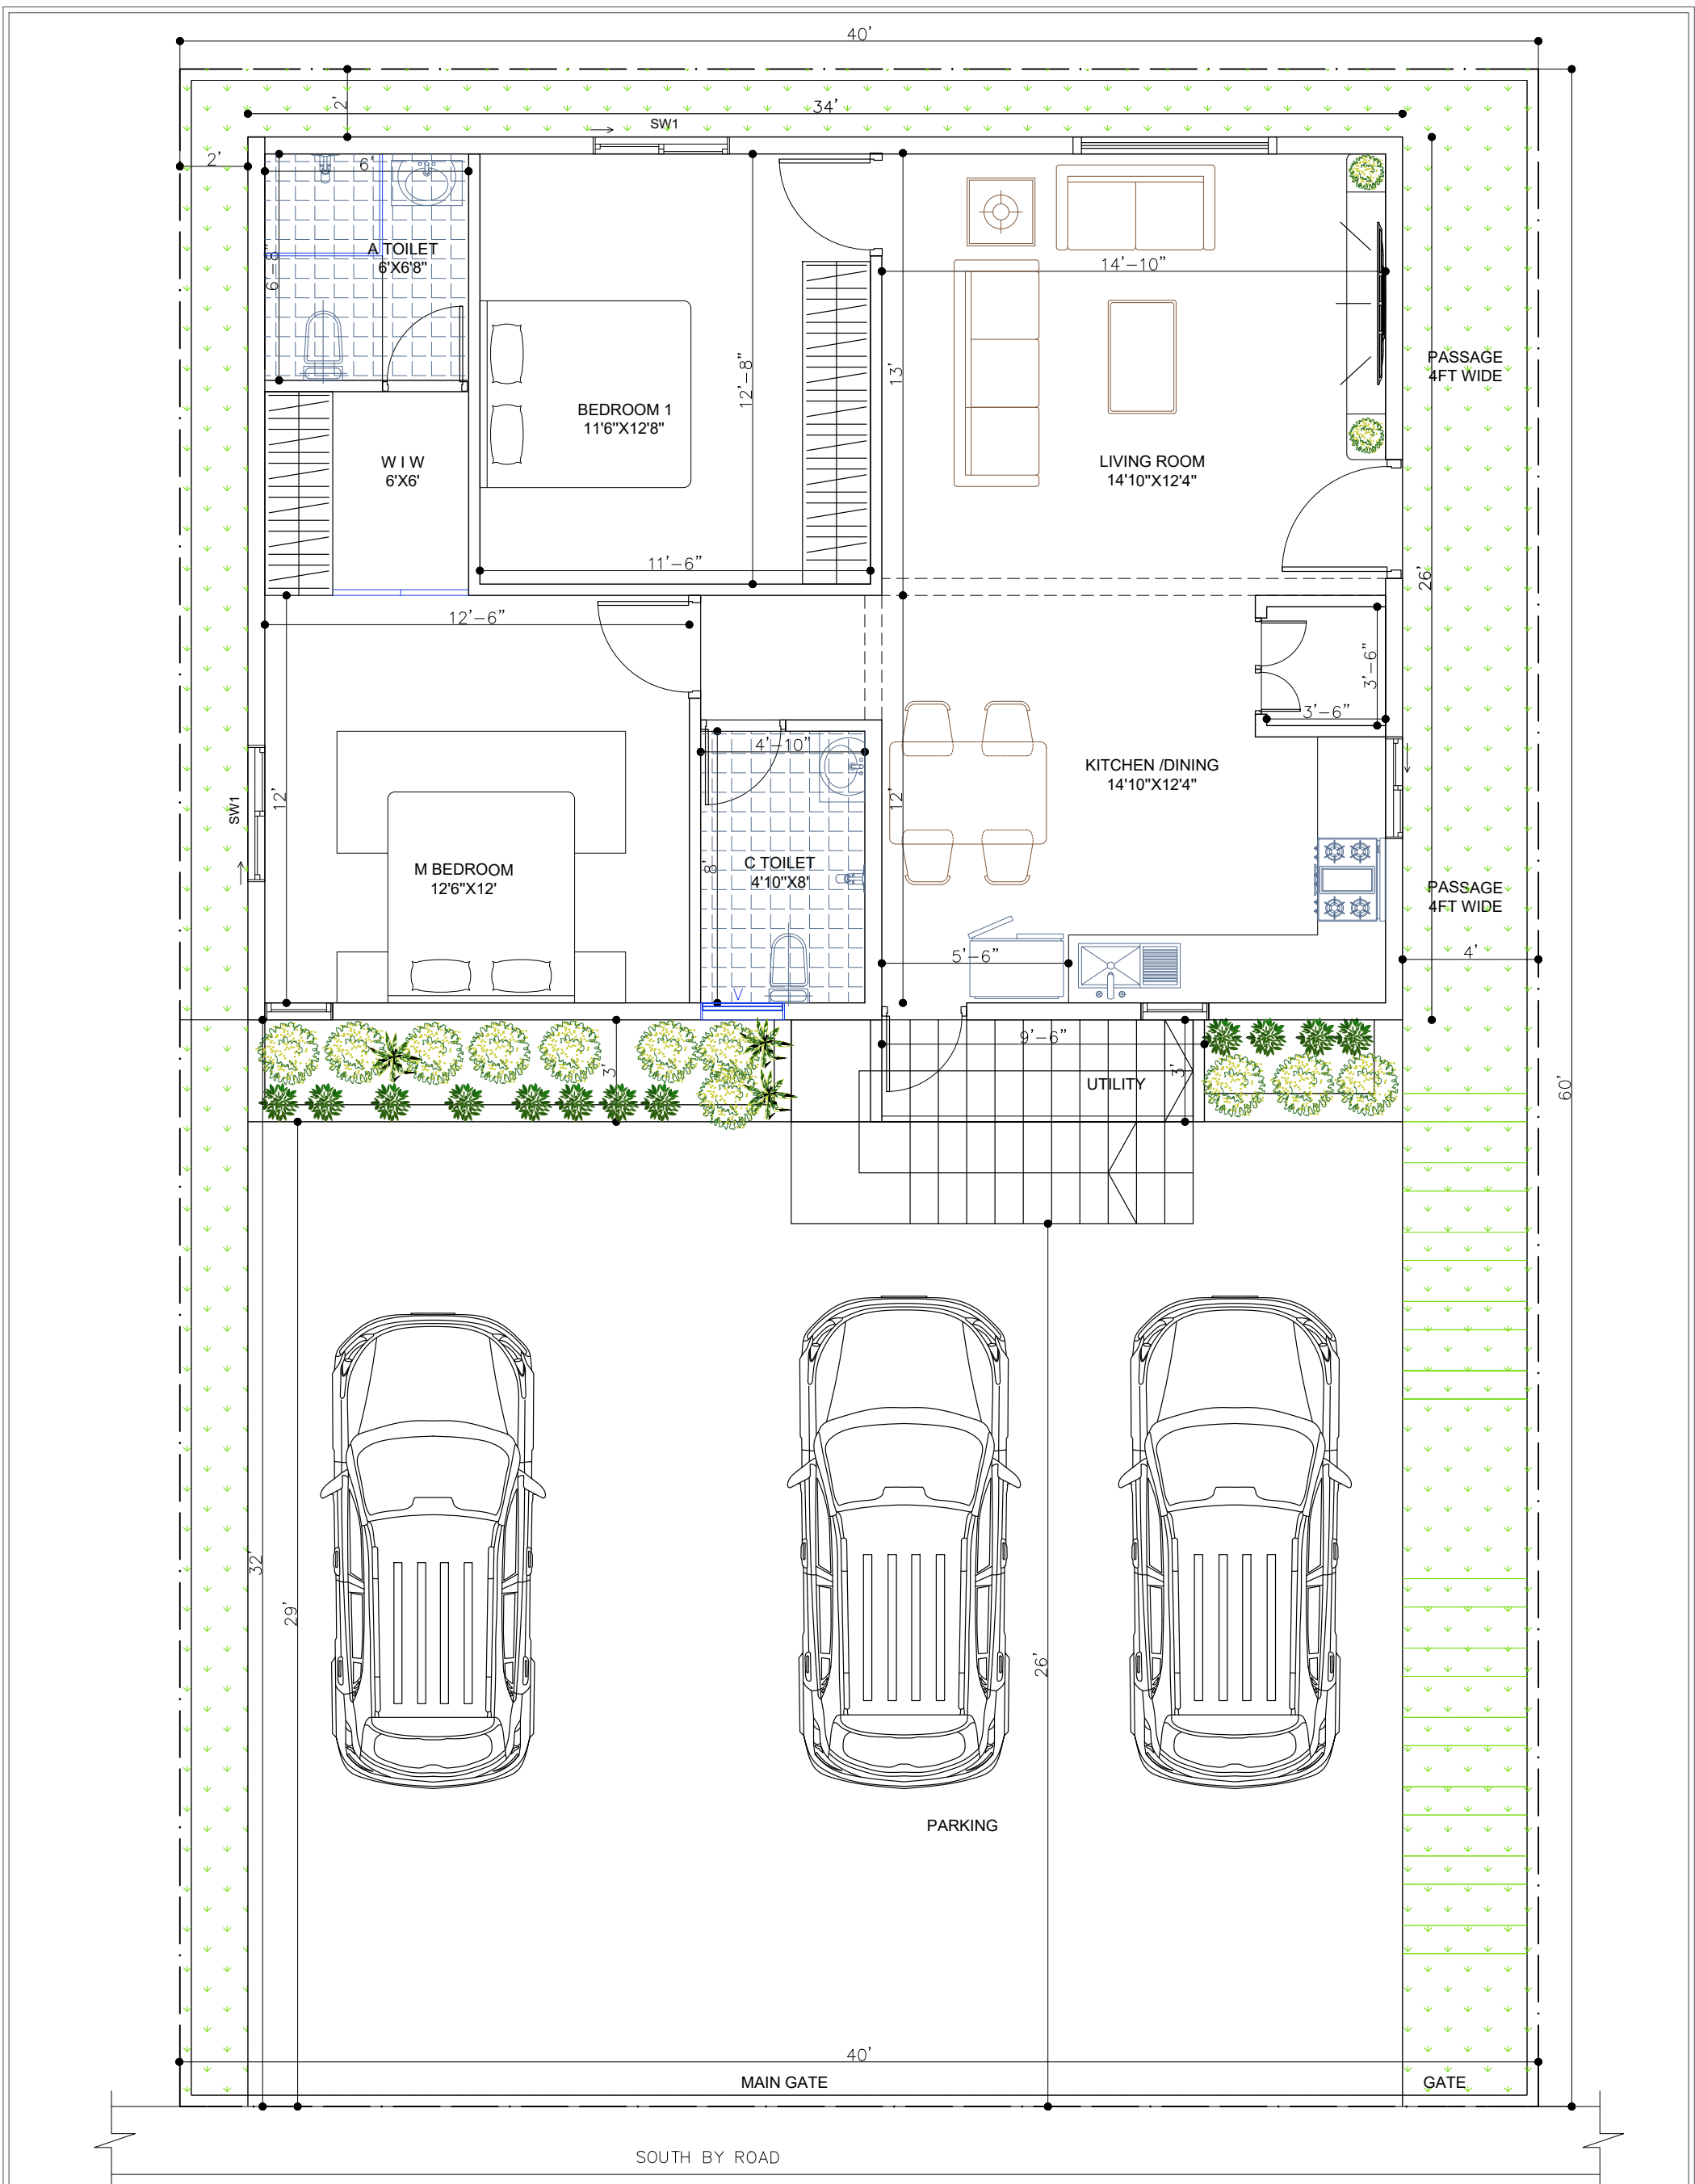 40'
2'
34'
SW1
2'
6'
A TOILET
6'X6'8"
6'-8"
14'-10"
12'-8"
13'
PASSAGE
4FT WIDE
BEDROOM 1
11'6"X12'8"
W I W
6'X6'
LIVING ROOM
14'10"X12'4"
11'-6"
26'
12'-6"
3'-6"
3'-6"
4'-10"
KITCHEN /DINING
14'10"X12'4"
SW1
12'
12'
8'
M BEDROOM
12'6"X12'
C TOILET
4'10"X8'
PASSAGE
4FT WIDE
5'-6"
4'
V
9'-6"
3'
3'
UTILITY
60'
32'
29'
26'
PARKING
40'
MAIN GATE
GATE
SOUTH BY ROAD